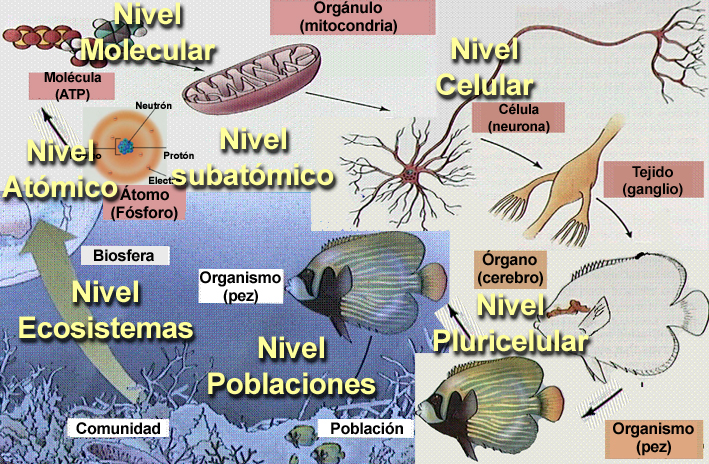 Nivel
Molecular
Orgánulo
(mitocondria)
Nivel
Celular
Molécula
(ATP)
Neutrón
Célula
(neurona)
Nivel
Atómico
Protón
Elect
Nivel
subatómico
Tejido
(ganglio)
Átomo
(Fósforo)
Biosfera
Organismo
(pez)
Órgano
(cerebro)
Nivel
Ecosistemas
Nivel
Pluricelular
Nivel
Poblaciones
Comunidad
Población
Organismo
(pez)